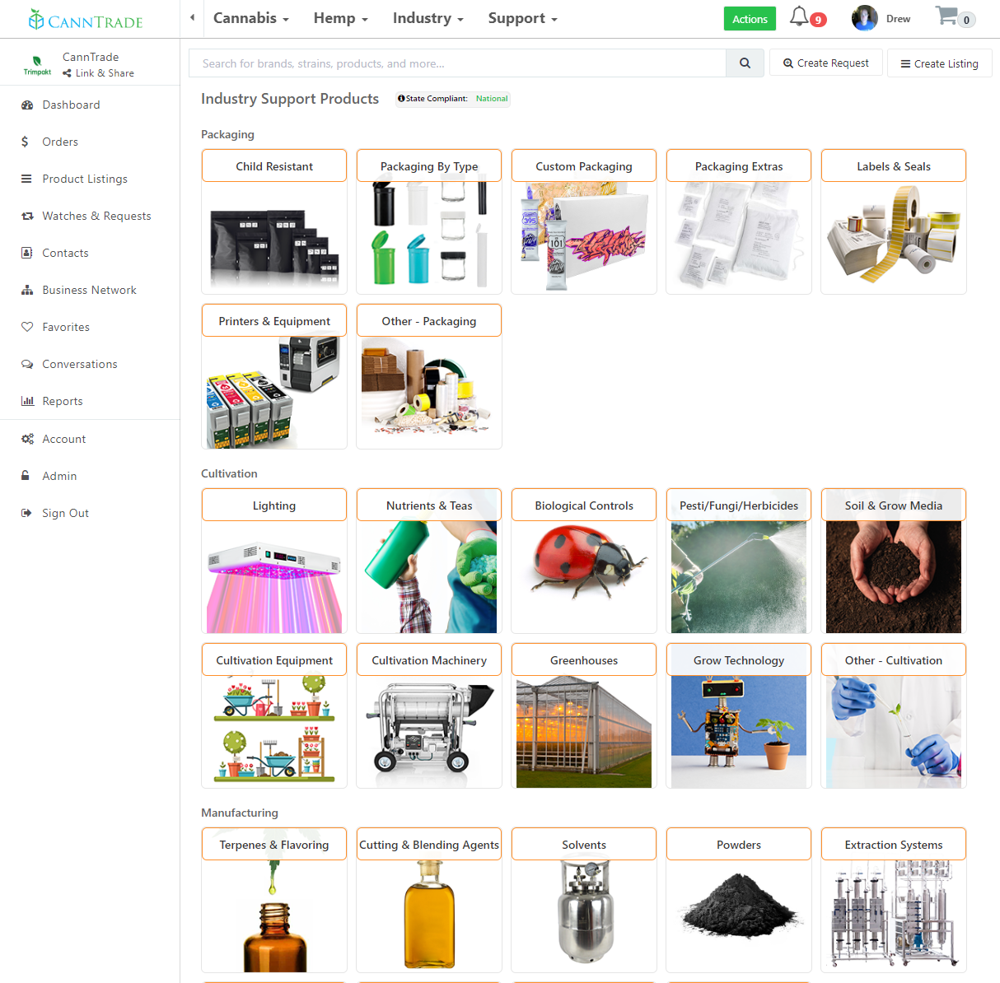 CANNTRADE
Cannabis
Hemp
Industry
Support
Actions
9
Drew
0
Trimpakt
CannTrade
Link & Share
Search for brands, strains, products, and more...
Create Request
Create Listing
Dashboard
Orders
Product Listings
Watches & Requests
Contacts
Business Network
Favorites
Conversations
Reports
Account
Admin
Sign Out
Industry Support Products
State Compliant: National
Packaging
Child Resistant
Packaging By Type
Custom Packaging
395
101
Packaging Extras
Labels & Seals
Printers & Equipment
Other - Packaging
Cultivation
Lighting
Nutrients & Teas
Biological Controls
Pesti/Fungi/Herbicides
Soil & Grow Media
Cultivation Equipment
Cultivation Machinery
Greenhouses
Grow Technology
Other - Cultivation
Manufacturing
Terpenes & Flavoring
Cutting & Blending Agents
Solvents
Powders
Extraction Systems